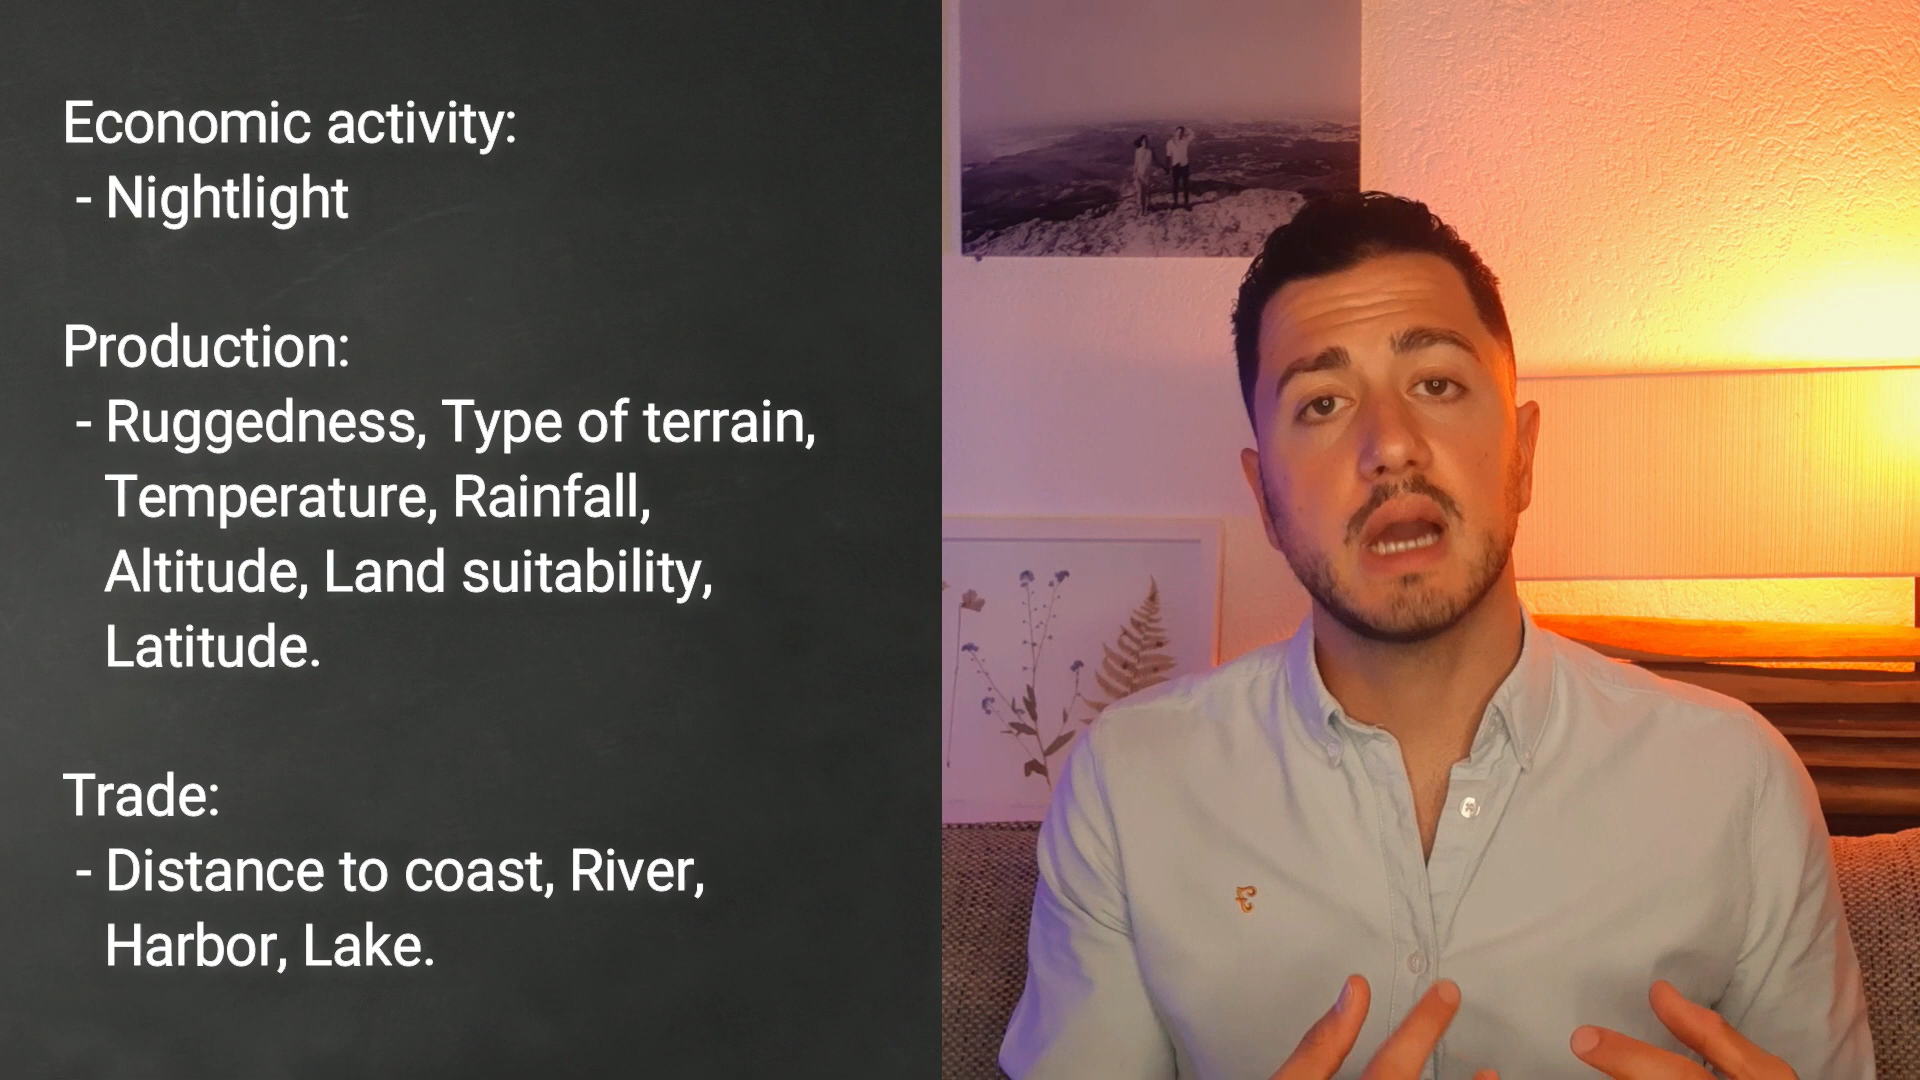 Economic activity:
- Nightlight
Production:
- Ruggedness, Type of terrain,
Temperature, Rainfall,
Altitude, Land suitability,
Latitude.
Trade:
- Distance to coast, River,
Harbor, Lake.